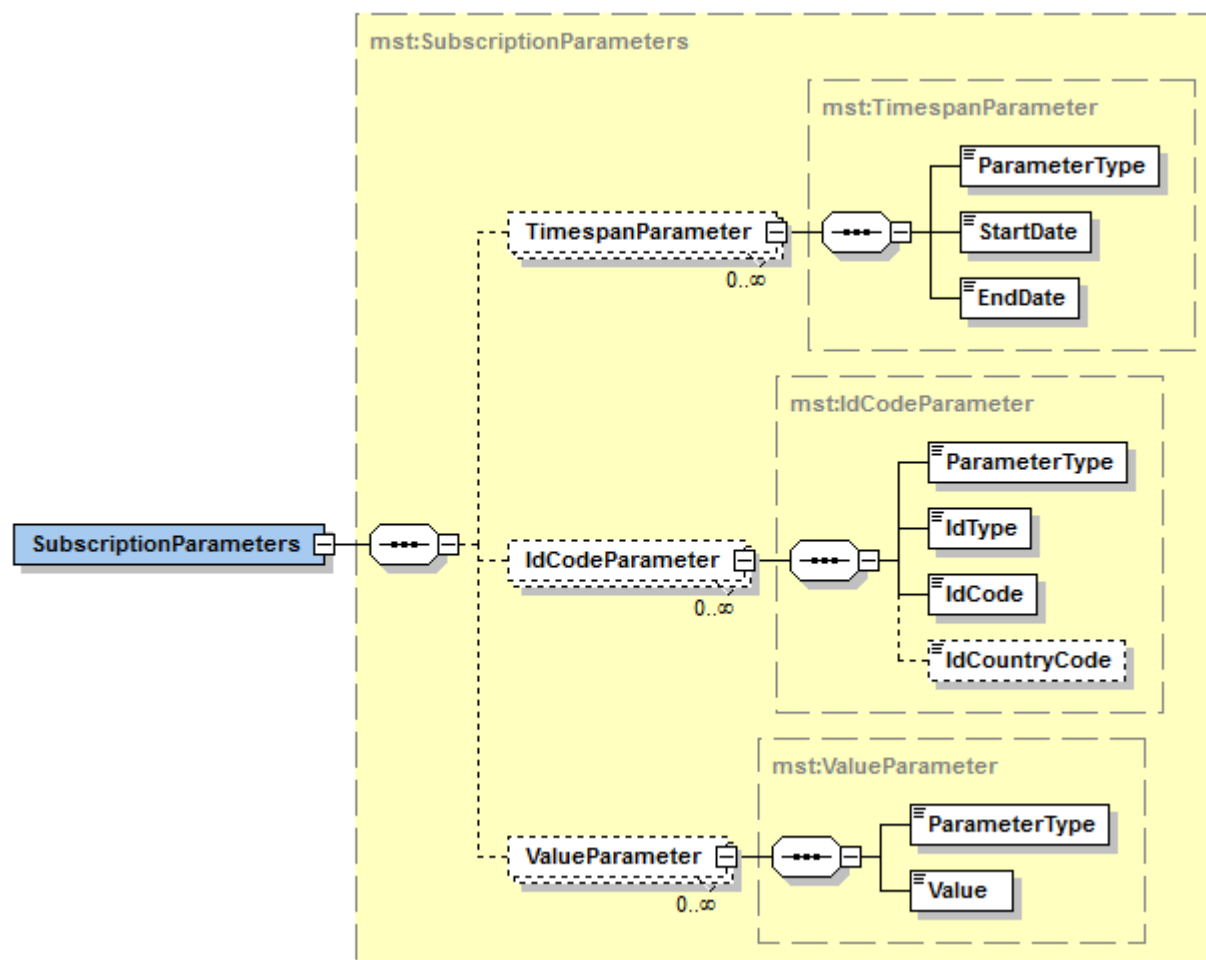 mst:SubscriptionParameters
mst:TimespanParameter
ParameterType
TimespanParameter
StartDate
0..∞
EndDate
mst:IdCodeParameter
ParameterType
IdType
SubscriptionParameters
IdCodeParameter
IdCode
0..∞
IdCountryCode
mst:ValueParameter
ParameterType
ValueParameter
Value
0..∞